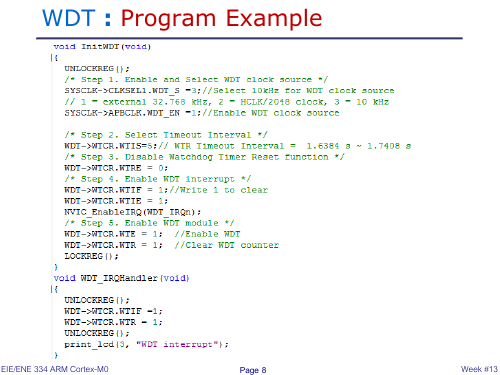 WDT : Program Example
void InitWDT(void)
{
UNLOCKREG();
/* Step 1. Enable and Select WDT clock source */
SYSCLK->CLKSEL1.WDT_S =3;//Select 10kHz for WDT clock source
// 1 = external 32.768 kHz, 2 = HCLK/2048 clock, 3 = 10 kHz
SYSCLK->APBCLK.WDT_EN =1;//Enable WDT clock source
/* Step 2. Select Timeout Interval */
WDT->WTCR.WTIS=5;// WTR Timeout Interval = 1.6384 s ~ 1.7408 s
/* Step 3. Disable Watchdog Timer Reset function */
WDT->WTCR.WTRE = 0;
/* Step 4. Enable WDT interrupt */
WDT->WTCR.WTIF = 1;//Write 1 to clear
WDT->WTCR.WTIE = 1;
NVIC_EnableIRQ(WDT_IRQn);
/* Step 5. Enable WDT module */
WDT->WTCR.WTE = 1; //Enable WDT
WDT->WTCR.WTR = 1; //Clear WDT counter
LOCKREG();
}
void WDT_IRQHandler(void)
{
UNLOCKREG();
WDT->WTCR.WTIF =1;
WDT->WTCR.WTR = 1;
UNLOCKREG();
print_lcd(3, "WDT interrupt");
}
EIE/ENE 334 ARM Cortex-M0
Page 8
Week #13